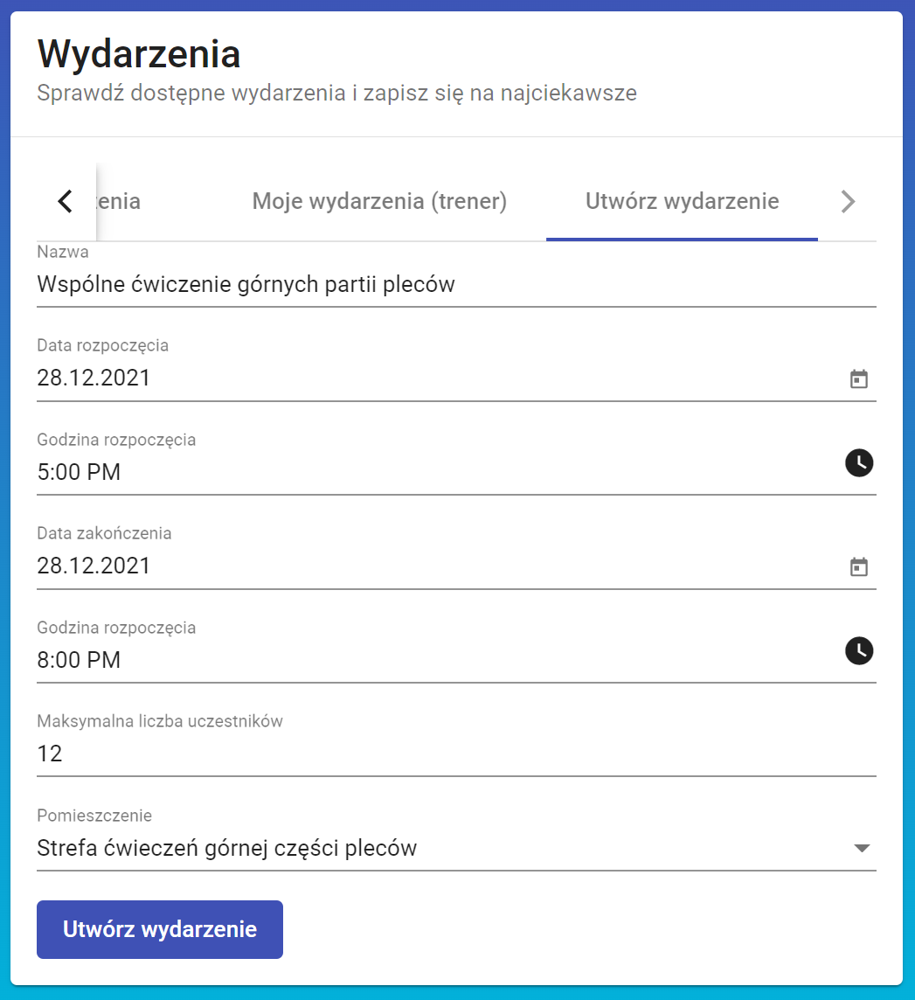 Wydarzenia
Sprawdź dostępne wydarzenia i zapisz się na najciekawsze
zenia Moje wydarzenia (trener) Utwórz wydarzenie
Nazwa
Wspólne ćwiczenie górnych partii pleców
Data rozpoczęcia
28.12.2021
Godzina rozpoczęcia
5:00 PM
Data zakończenia
28.12.2021
Godzina rozpoczęcia
8:00 PM
Maksymalna liczba uczestników
12
Pomieszczenie
Strefa ćwieczeń górnej części pleców
Utwórz wydarzenie